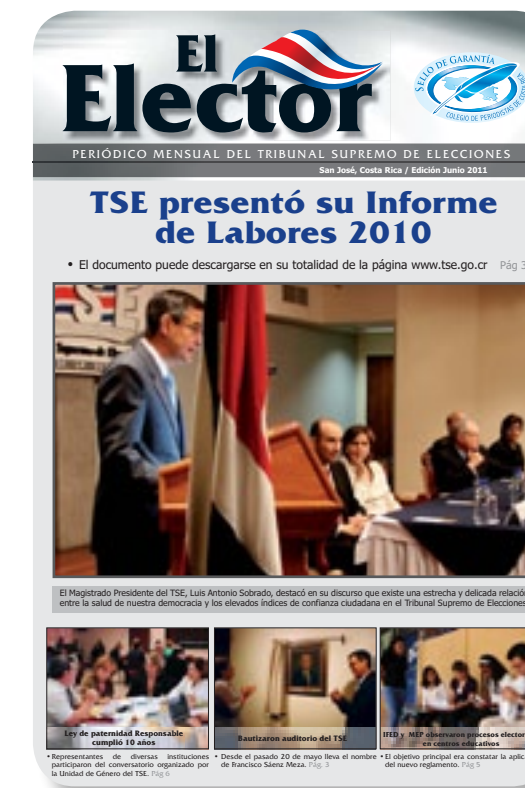 El
Elector
SELLO DE GARANTÍA
COLEGIO DE PERIODISTAS DE
PERIÓDICO MENSUAL DEL TRIBUNAL SUPREMO DE ELECCIONES
San José, Costa Rica / Edición Junio 2011
TSE presentó su Informe
de Labores 2010
• El documento puede descargarse en su totalidad de la página www.tse.go.cr Pág 3
TSE
El Magistrado Presidente del TSE, Luis Antonio Sobrado, destacó en su discurso que existe una estrecha y delicada relación
entre la salud de nuestra democracia y los elevados índices de confianza ciudadana en el Tribunal Supremo de Elecciones
Ley de paternidad Responsable
cumplió 10 años
• Representantes de diversas instituciones
participaron del conversatorio organizado por
la Unidad de Género del TSE. Pág 6
Bautizaron auditorio del TSE
• Desde el pasado 20 de mayo lleva el nombre
de Francisco Sáenz Meza. Pág. 3
IFED y MEP observaron procesos elector
en centros educativos
• El objetivo principal era constatar la aplic
del nuevo reglamento. Pág 5